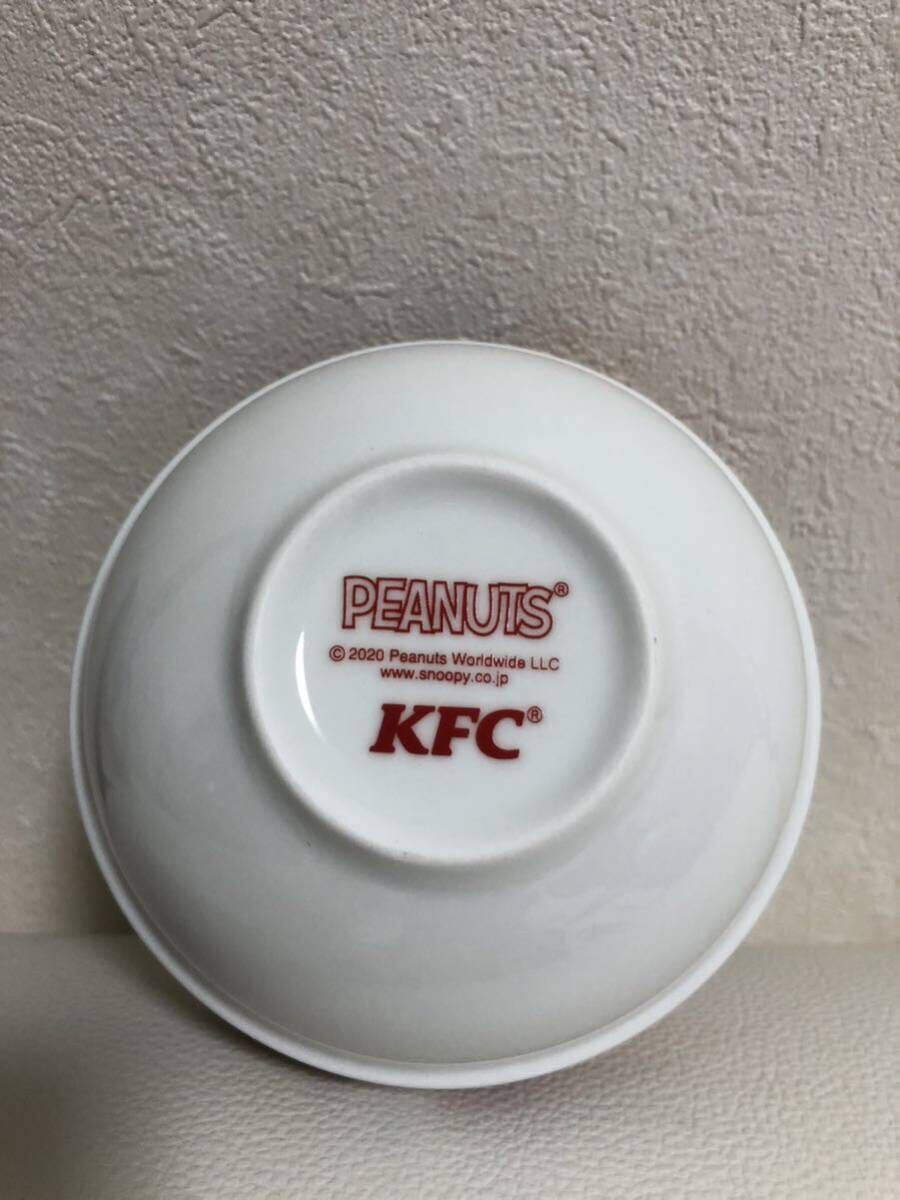 PEANUTS®
© 2020 Peanuts Worldwide LLC
www.snoopy.co.jp
KFC®